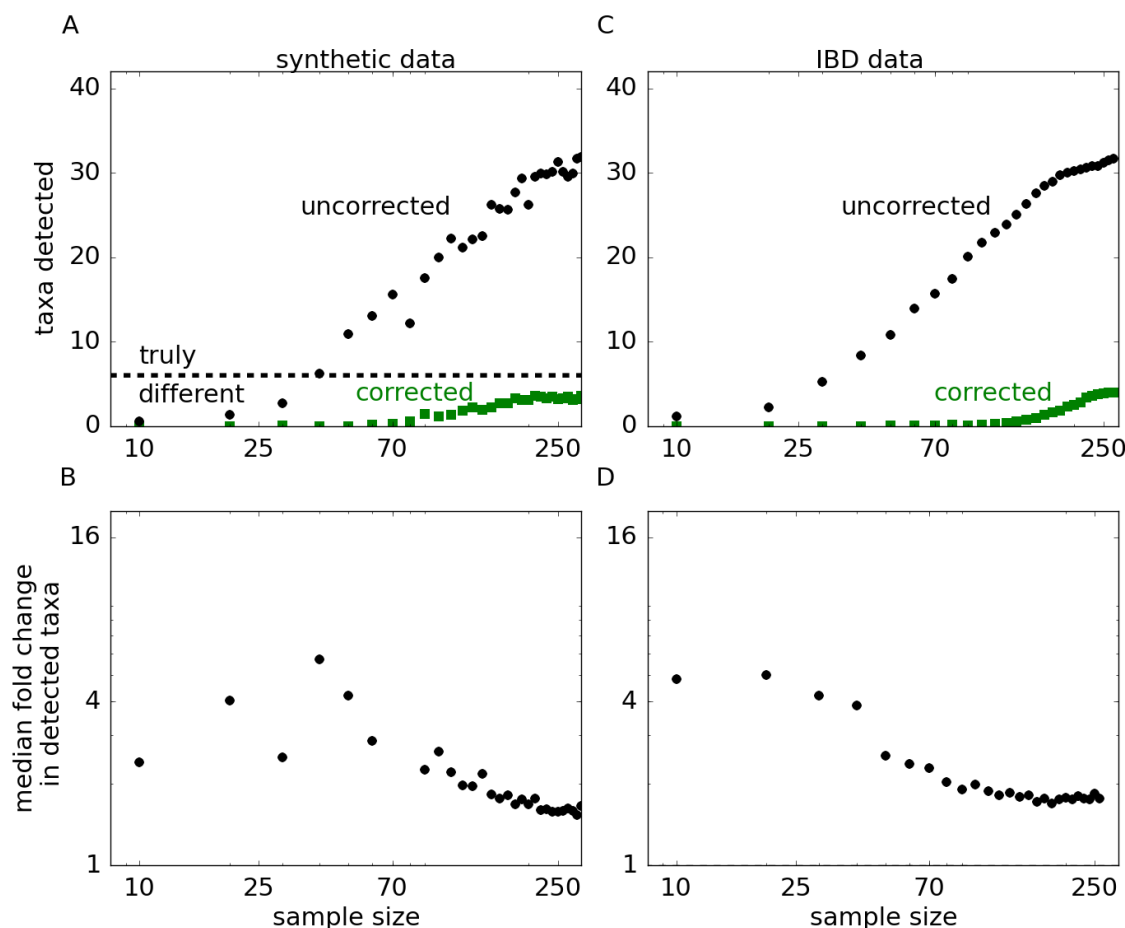 A
synthetic data
40
30
20
10
0
taxa detected
uncorrected
truly
different
corrected
10 25 70 250
C
IBD data
40
30
20
10
0
uncorrected
corrected
10 25 70 250
B
16
4
1
median fold change
in detected taxa
10 25 70 250
sample size
D
16
4
1
10 25 70 250
sample size